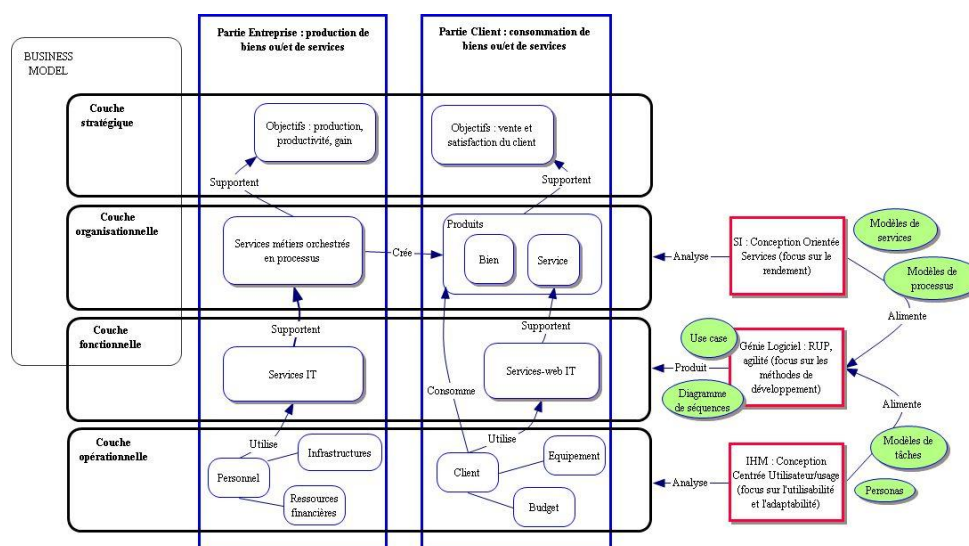 Partie Entreprise : production de
biens ou/et de services
Partie Client : consommation de
biens ou/et de services
BUSINESS
MODEL
Couche
stratégique
Objectifs : production,
productivité, gain
Objectifs : vente et
satisfaction du client
Supportent
Supportent
Couche
organisationnelle
Services métiers orchestrés
en processus
Crée
Produits
Bien
Service
Analyse
SI : Conception Orientée
Services (focus sur le
rendement)
Modèles de
services
Modèles de
processus
Alimente
Supportent
Supportent
Couche
fonctionnelle
Services IT
Consomme
Services-web IT
Produit
Use case
Génie Logiciel : RUP,
agilité (focus sur les
méthodes de
développement)
Diagramme
de séquences
Alimente
Couche
opérationnelle
Utilise
Personnel
Infrastructures
Ressources
financières
Utilise
Client
Equipement
Budget
Analyse
IHM : Conception
Centrée Utilisateur/usage
(focus sur l'utilisabilité
et l'adaptabilité)
Modèles de
tâches
Personas